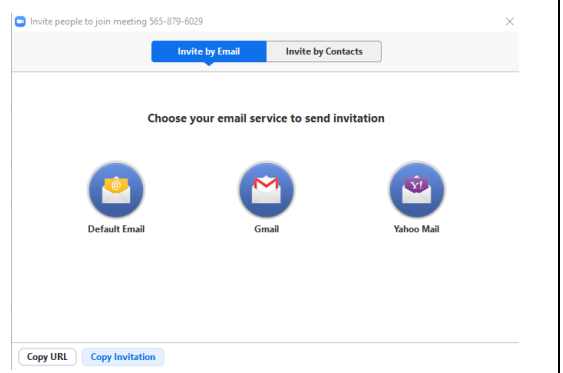 Invite people to join meeting 565-879-6029
Invite by Email Invite by Contacts
Choose your email service to send invitation
@ Y!
Default Email Gmail Yahoo Mail
Copy URL Copy Invitation